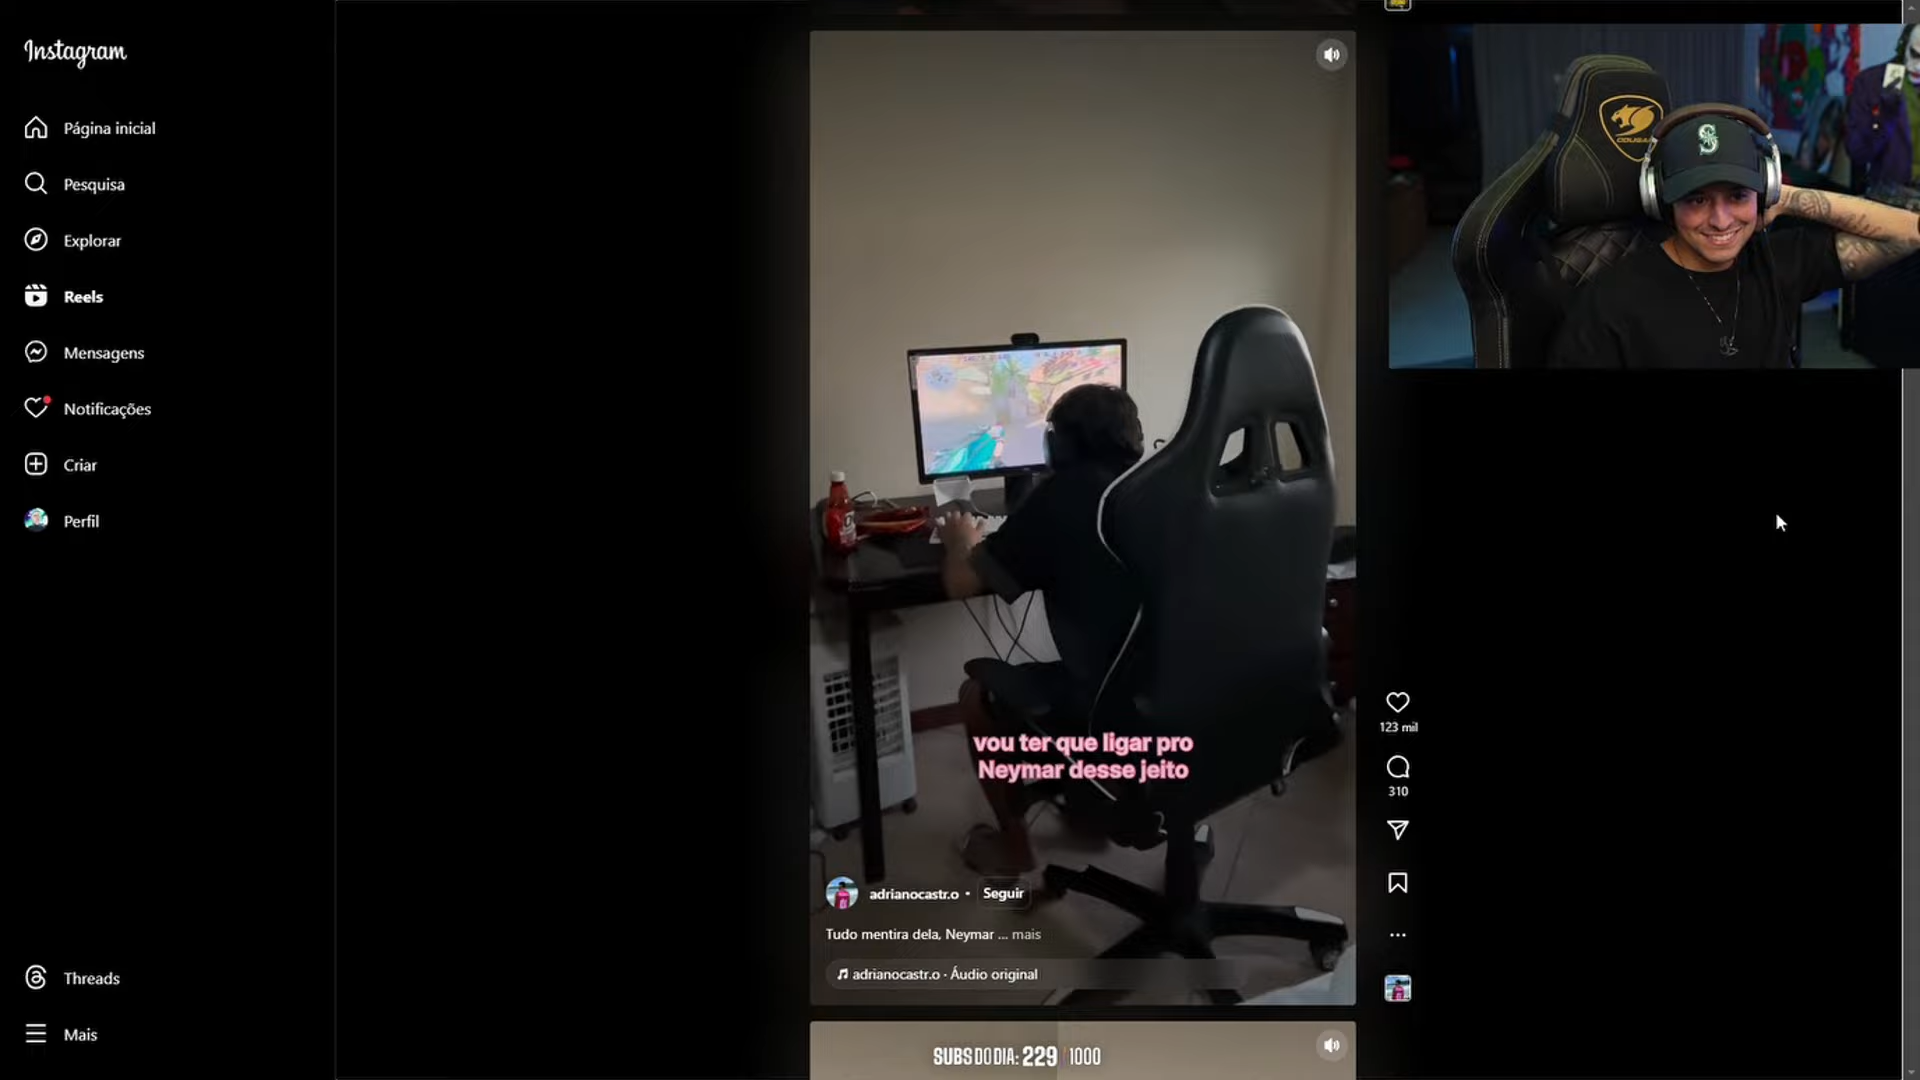 Instagram
Página inicial
Pesquisa
Explorar
Reels
Mensagens
Notificações
Criar
Perfil
Threads
Mais
vou ter que ligar pro
Neymar desse jeito
adrianocastr.o • Seguir
Tudo mentira dela, Neymar ... mais
adrianocastr.o · Áudio original
123 mil
310
SUBS DO DIA: 229 / 1000
COUGAR
S